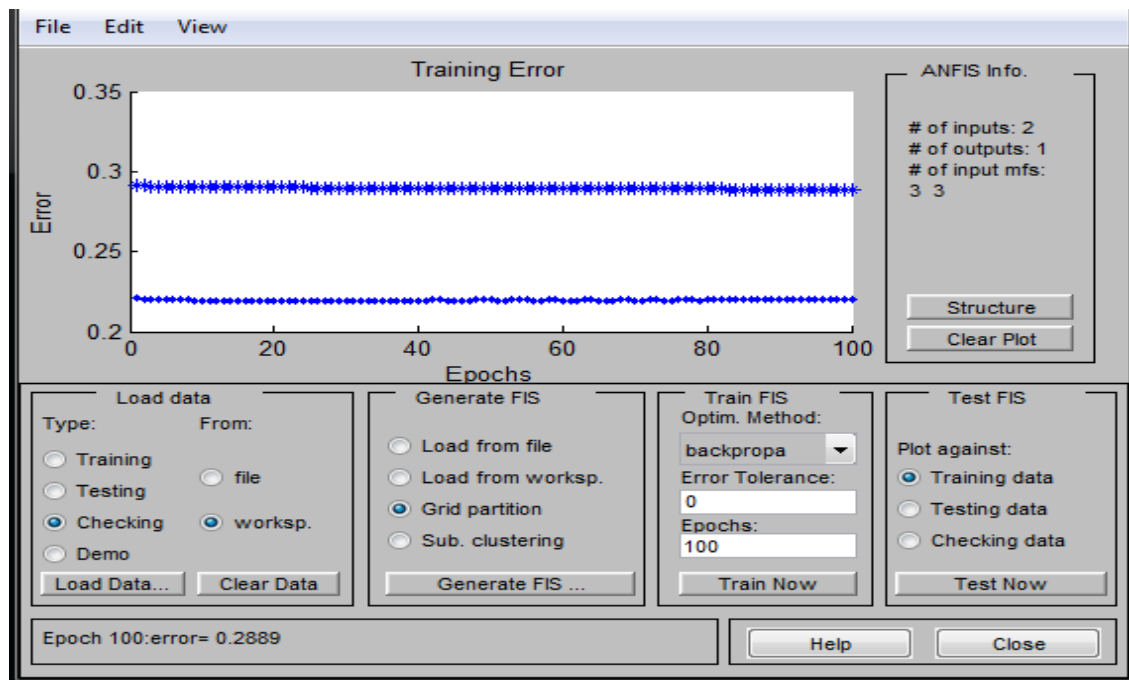 File Edit View
Training Error
0.35
0.3
0.25
0.2
Error
0 20 40 60 80 100
Epochs
ANFIS Info.
# of inputs: 2
# of outputs: 1
# of input mfs:
3 3
Structure
Clear Plot
Load data
Type: From:
Training
Testing
Checking
Demo
file
worksp.
Load Data... Clear Data
Generate FIS
Load from file
Load from worksp.
Grid partition
Sub. clustering
Generate FIS ...
Train FIS
Optim. Method:
backpropa
Error Tolerance:
0
Epochs:
100
Train Now
Test FIS
Plot against:
Training data
Testing data
Checking data
Test Now
Epoch 100:error= 0.2889
Help Close